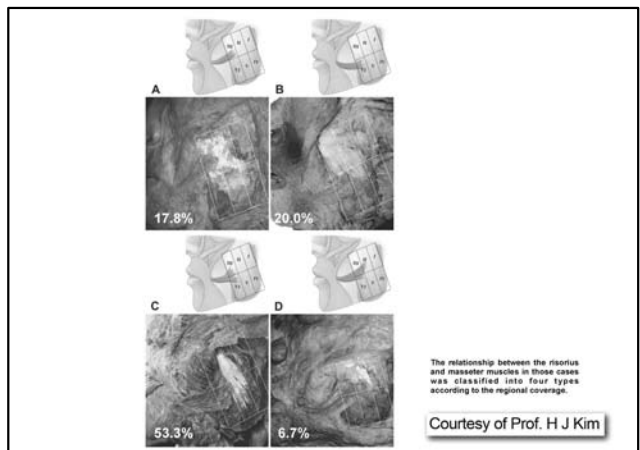 A
B
17.8%
20.0%
C
D
53.3%
6.7%
The relationship between the risorius
and masseter muscles in those cases
was classified into four types
according to the regional coverage.
Courtesy of Prof. H J Kim